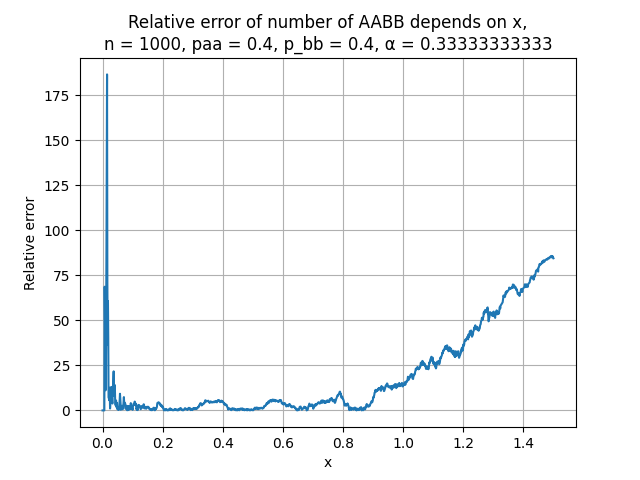 Relative error of number of AABB depends on x,
n = 1000, paa = 0.4, p_bb = 0.4, α = 0.33333333333
Relative error
175
150
125
100
75
50
25
0
0.0 0.2 0.4 0.6 0.8 1.0 1.2 1.4
x